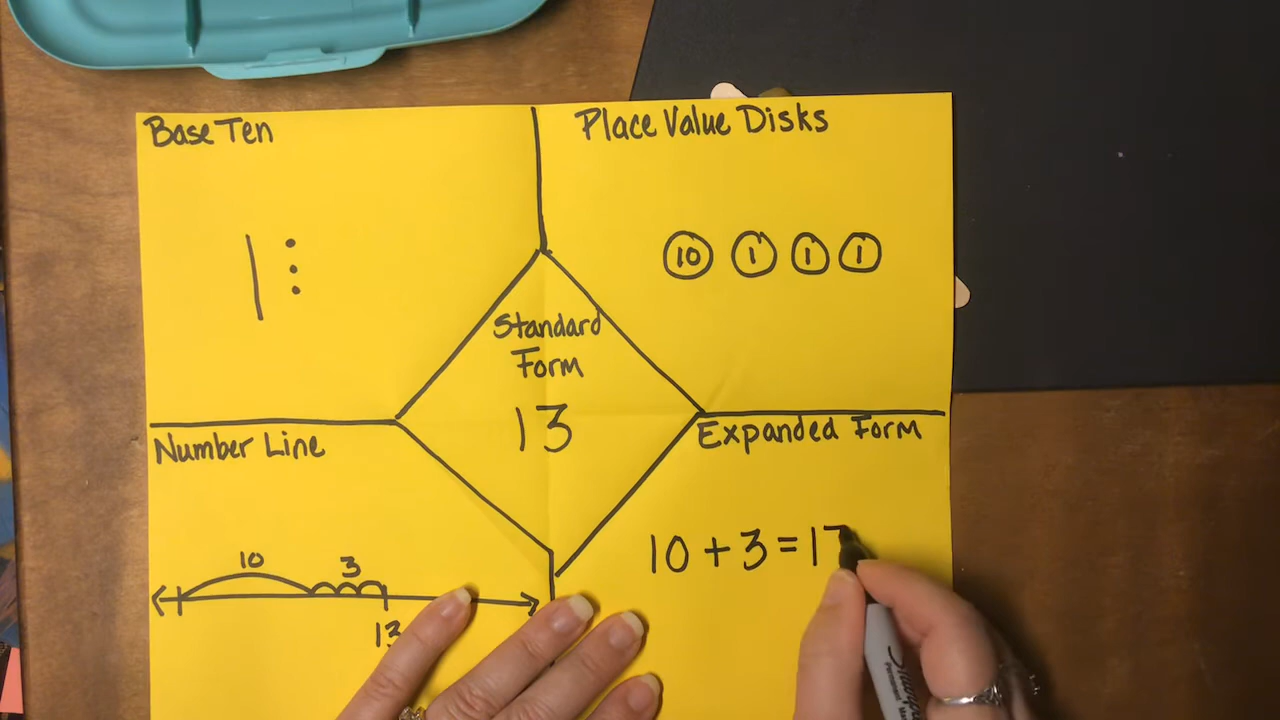 Base Ten
Place Value Disks
10 1 1 1
Standard
Form
13
Number Line
10 3
13
Expanded Form
10 + 3 = 1